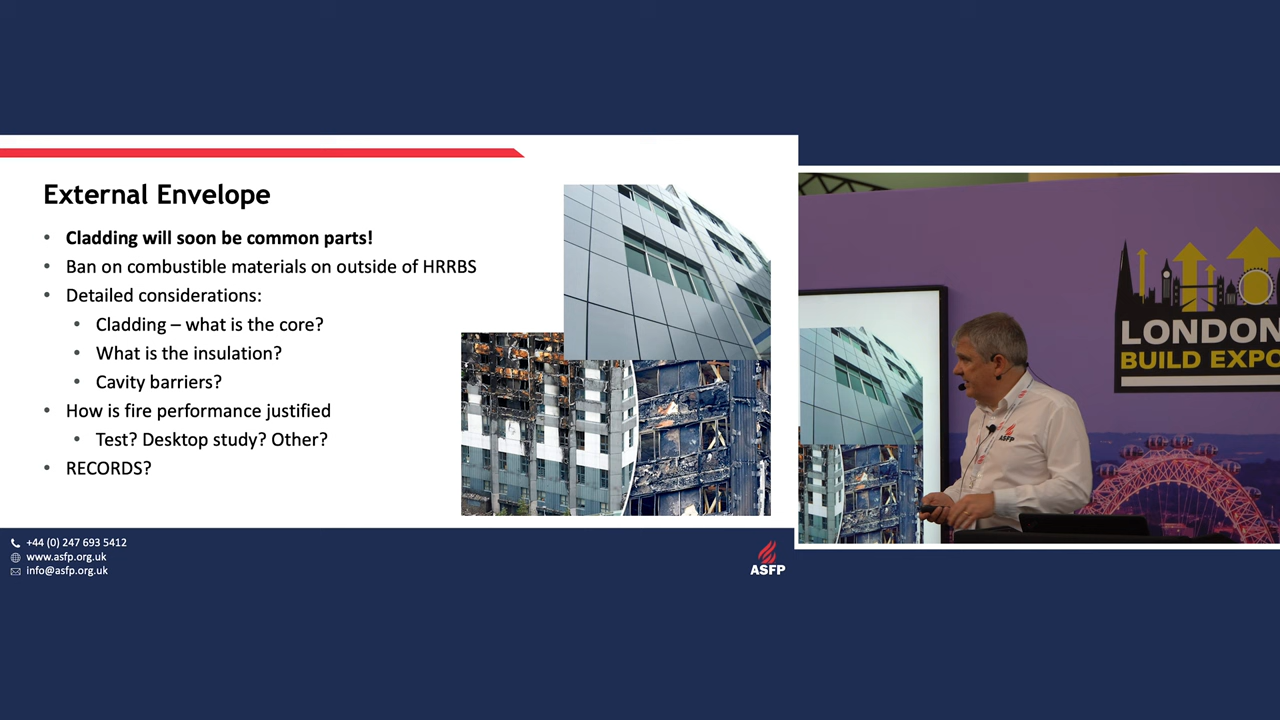 External Envelope
• Cladding will soon be common parts!
• Ban on combustible materials on outside of HRRBS
• Detailed considerations:
• Cladding – what is the core?
• What is the insulation?
• Cavity barriers?
• How is fire performance justified
• Test? Desktop study? Other?
• RECORDS?
+44 (0) 247 693 5412
www.asfp.org.uk
info@asfp.org.uk
ASFP
LONDON
BUILD EXPO
ASFP